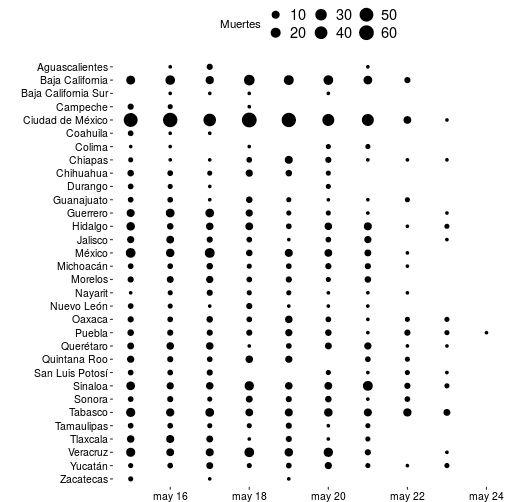 Muertes 10 30 50
20 40 60
Aguascalientes
Baja California
Baja California Sur
Campeche
Ciudad de México
Coahuila
Colima
Chiapas
Chihuahua
Durango
Guanajuato
Guerrero
Hidalgo
Jalisco
México
Michoacán
Morelos
Nayarit
Nuevo León
Oaxaca
Puebla
Querétaro
Quintana Roo
San Luis Potosí
Sinaloa
Sonora
Tabasco
Tamaulipas
Tlaxcala
Veracruz
Yucatán
Zacatecas
may 16 may 18 may 20 may 22 may 24